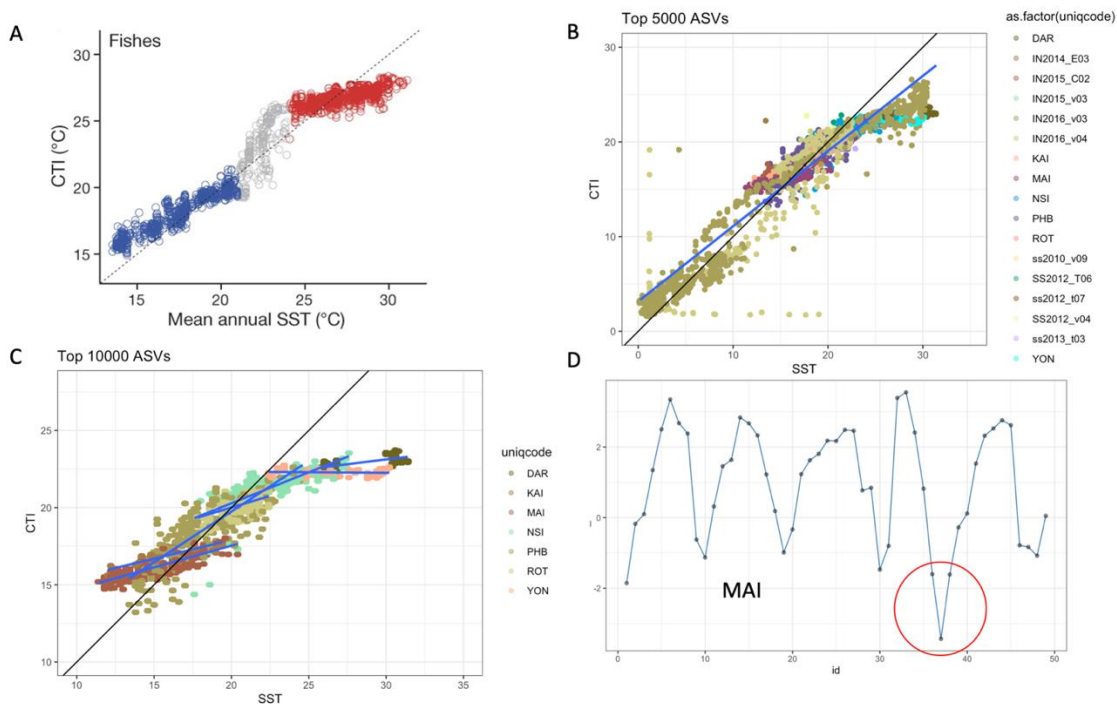 A
Fishes
30
25
20
15
CTI (°C)
15
20
25
30
Mean annual SST (°C)
B
Top 5000 ASVs
30
20
10
0
CTI
0
10
20
30
SST
as.factor(uniqcode)
DAR
IN2014_E03
IN2015_C02
IN2015_v03
IN2016_v03
IN2016_v04
KAI
MAI
NSI
PHB
ROT
ss2010_v09
SS2012_T06
ss2012_t07
SS2012_v04
ss2013_t03
YON
C
Top 10000 ASVs
25
20
15
10
CTI
10
15
20
25
30
35
SST
uniqcode
DAR
KAI
MAI
NSI
PHB
ROT
YON
D
2
0
-2
MAI
0
10
20
30
40
50
id